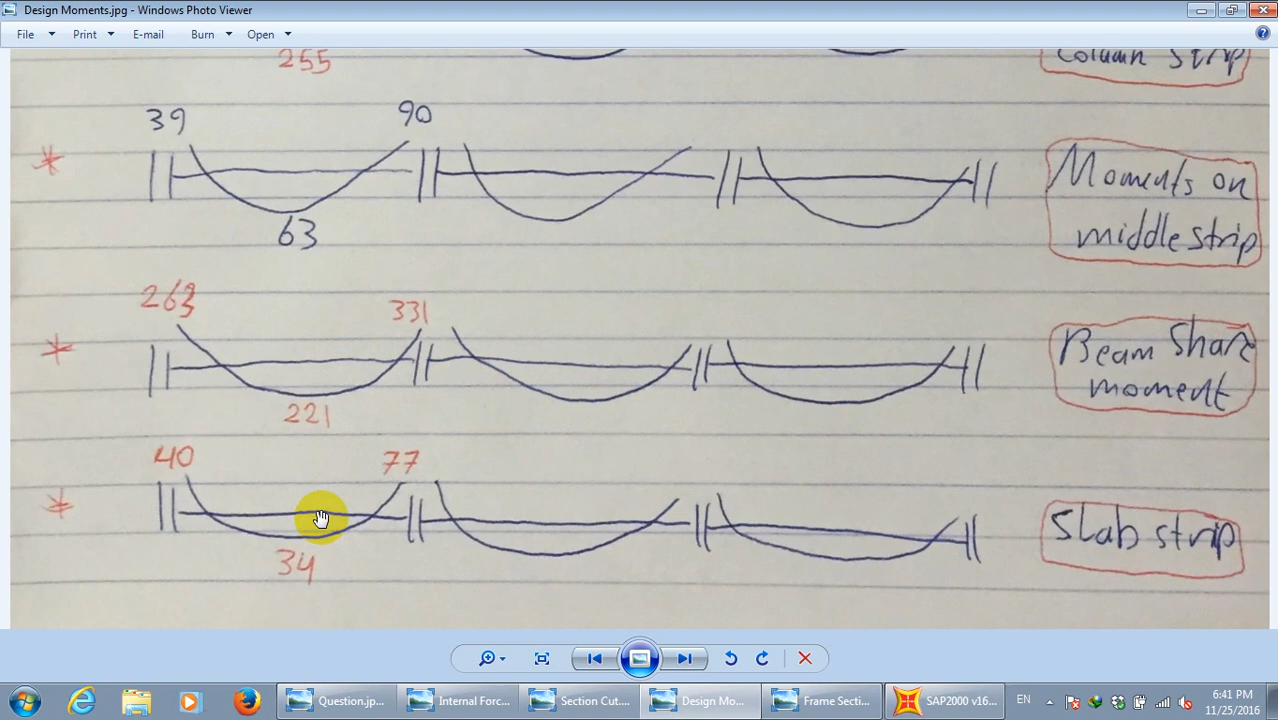 Design Moments.jpg - Windows Photo Viewer
File Print E-mail Burn Open
255
Column strip
39 90
* Moments on
middle strip
63
263 331
* Beam Share
moment
221
40 77
* Slab strip
34
Question.jp... Internal Forc... Section Cut.... Design Mo... Frame Secti... SAP2000 v16... EN 6:41 PM
11/25/2016